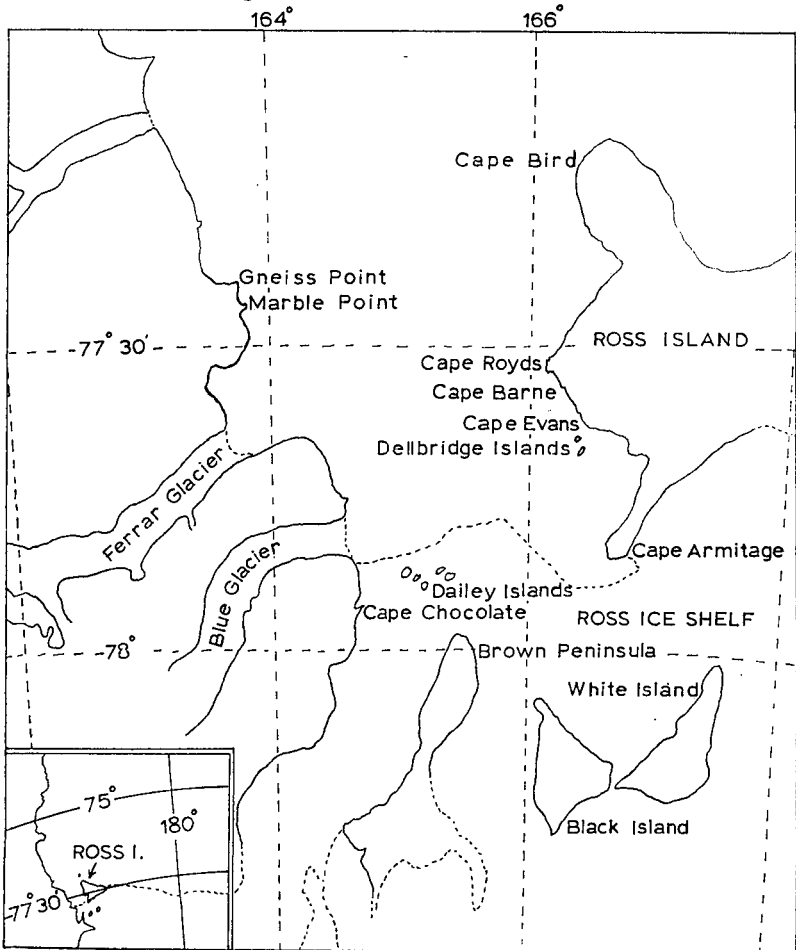 164°
166°
Cape Bird
Gneiss Point
Marble Point
-77° 30'
ROSS ISLAND
Cape Royds
Cape Barne
Cape Evans
Dellbridge Islands
Ferrar Glacier
Cape Armitage
Blue Glacier
Dailey Islands
Cape Chocolate
ROSS ICE SHELF
-78°
Brown Peninsula
White Island
Black Island
75°
180°
ROSS I.
-77° 30'